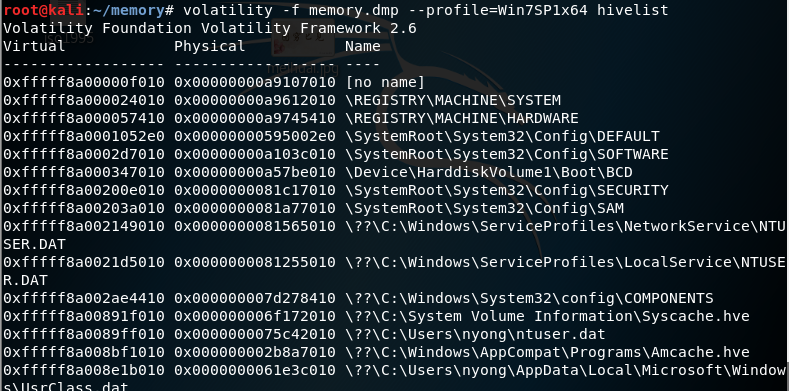 root@kali:~/memory# volatility -f memory.dmp --profile=Win7SP1x64 hivelist
Volatility Foundation Volatility Framework 2.6
Virtual            Physical           Name
------------------ ------------------ ----
0xfffff8a00000f010 0x00000000a9107010 [no name]
0xfffff8a000024010 0x00000000a9612010 \REGISTRY\MACHINE\SYSTEM
0xfffff8a000057410 0x00000000a9745410 \REGISTRY\MACHINE\HARDWARE
0xfffff8a0001052e0 0x00000000595002e0 \SystemRoot\System32\Config\DEFAULT
0xfffff8a0002d7010 0x00000000a103c010 \SystemRoot\System32\Config\SOFTWARE
0xfffff8a000347010 0x00000000a57be010 \Device\HarddiskVolume1\Boot\BCD
0xfffff8a00200e010 0x0000000081c17010 \SystemRoot\System32\Config\SECURITY
0xfffff8a00203a010 0x0000000081a77010 \SystemRoot\System32\Config\SAM
0xfffff8a002149010 0x0000000081565010 \??\C:\Windows\ServiceProfiles\NetworkService\NTU
SER.DAT
0xfffff8a0021d5010 0x0000000081255010 \??\C:\Windows\ServiceProfiles\LocalService\NTUSE
R.DAT
0xfffff8a002ae4410 0x000000007d278410 \??\C:\Windows\System32\config\COMPONENTS
0xfffff8a00891f010 0x000000006f172010 \??\C:\System Volume Information\Syscache.hve
0xfffff8a0089ff010 0x0000000075c42010 \??\C:\Users\nyong\ntuser.dat
0xfffff8a008bf1010 0x000000002b8a7010 \??\C:\Windows\AppCompat\Programs\Amcache.hve
0xfffff8a008e1b010 0x0000000061e3c010 \??\C:\Users\nyong\AppData\Local\Microsoft\Window
s\UsrClass.dat